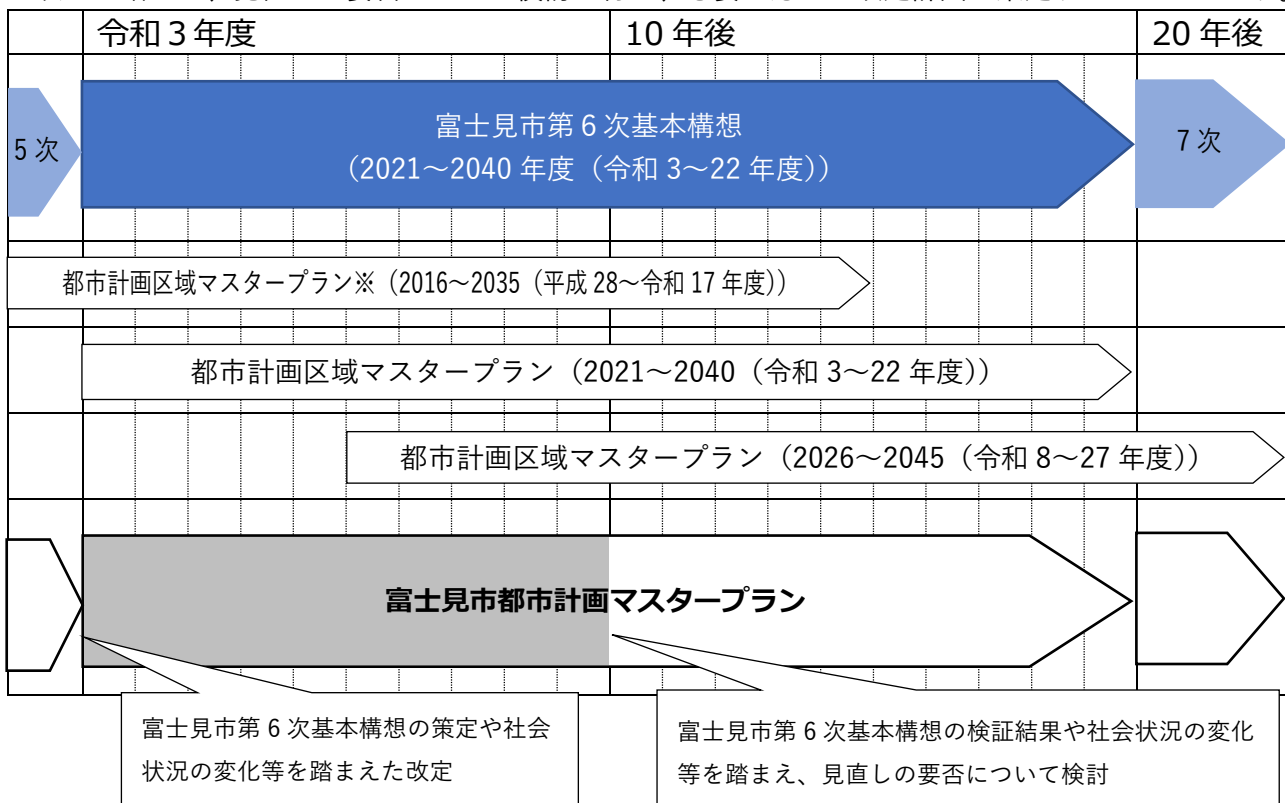 令和３年度
10 年後
20 年後
5 次
富士見市第６次基本構想
（2021～2040 年度（令和 3～22 年度））
7 次
都市計画区域マスタープラン※（2016～2035（平成 28～令和 17 年度））
都市計画区域マスタープラン（2021～2040（令和 3～22 年度））
都市計画区域マスタープラン（2026～2045（令和 8～27 年度））
富士見市都市計画マスタープラン
富士見市第６次基本構想の策定や社会
状況の変化等を踏まえた改定
富士見市第６次基本構想の検証結果や社会状況の変化
等を踏まえ、見直しの要否について検討